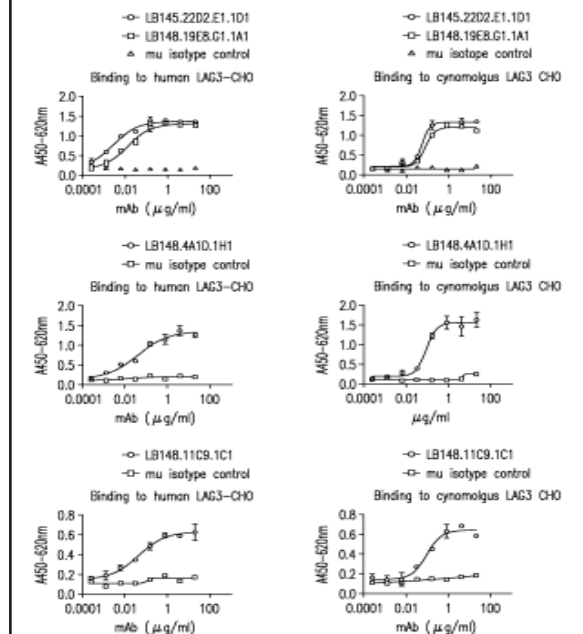 LB145.22D2.E1.1D1
LB148.19E8.G1.1A1
mu isotype control
Binding to human LAG3-CHO
A450-620nm
2.0
1.5
1.0
0.5
0.0
0.0001 0.01 1 100
mAb (μg/ml)
LB145.22D2.E1.1D1
LB148.19E8.G1.1A1
mu isotype control
Binding to cynomolgus LAG3 CHO
A450-620nm
2.0
1.5
1.0
0.5
0.0
0.0001 0.01 1 100
mAb (μg/ml)
LB148.4A1D.1H1
mu isotype control
Binding to human LAG3-CHO
A450-620nm
2.0
1.5
1.0
0.5
0.0
0.0001 0.01 1 100
mAb (μg/ml)
LB148.4A1D.1H1
mu isotype control
Binding to cynomolgus LAG3 CHO
A450-620nm
2.0
1.5
1.0
0.5
0.0
0.0001 0.01 1 100
μg/ml)
LB148.11C9.1C1
mu isotype control
Binding to human LAG3-CHO
A450-620nm
0.8
0.6
0.4
0.2
0.0
0.0001 0.01 1 100
mAb (μg/ml)
LB148.11C9.1C1
mu isotype control
Binding to cynomolgus LAG3 CHO
A450-620nm
0.8
0.6
0.4
0.2
0.0
0.0001 0.01 1 100
mAb (μg/ml)